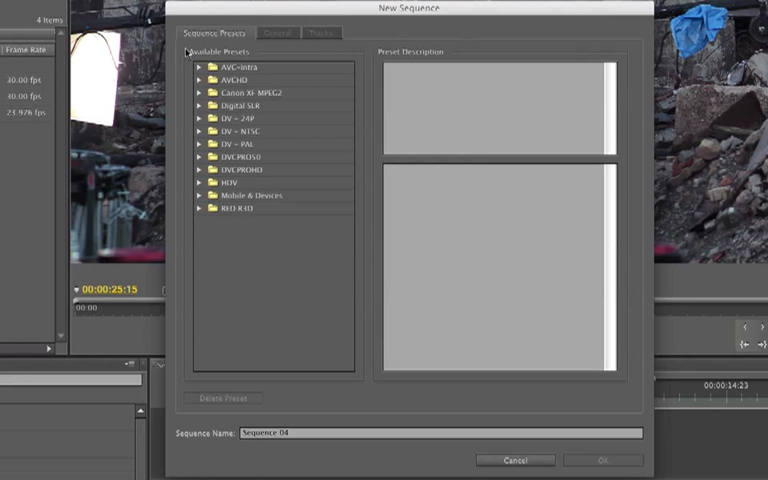 New Sequence
4 Items
Sequence Presets General Tracks
Frame Rate
Available Presets
Preset Description
AVC-Intra
30.00 fps
AVCHD
Canon XF MPEG2
30.00 fps
Digital SLR
23.976 fps
DV - 24P
DV - NTSC
DV - PAL
DVCPRO50
DVCPROHD
HDV
Mobile & Devices
RED R3D
00:00:25:15
00:00
00:00:14:23
Delete Preset
Sequence Name: Sequence 04
Cancel
OK